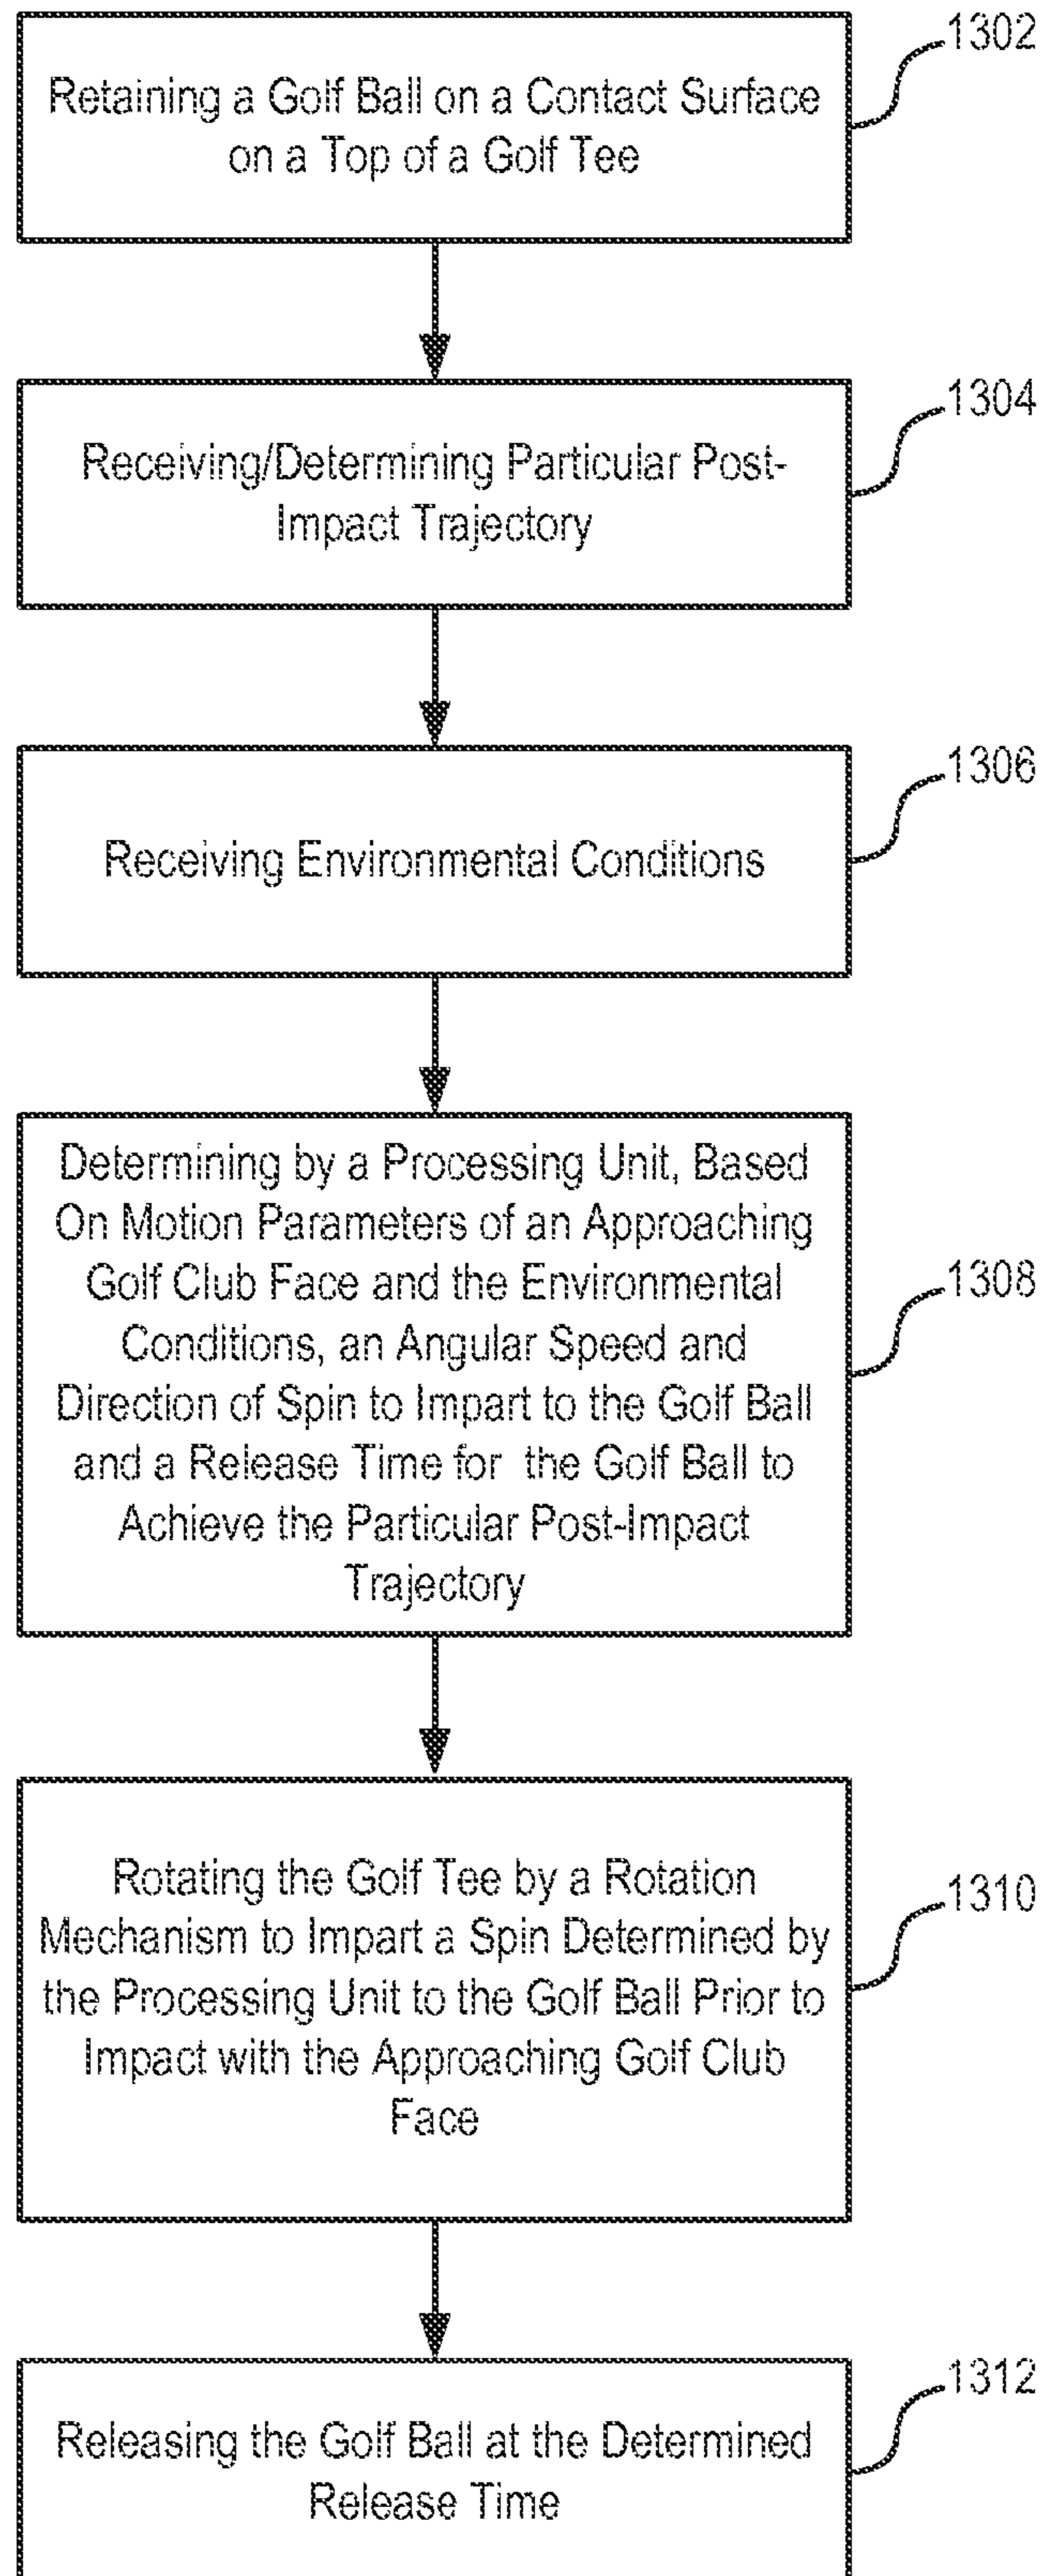 1302
Retaining a Golf Ball on a Contact Surface
on a Top of a Golf Tee
1304
Receiving/Determining Particular Post-
Impact Trajectory
1306
Receiving Environmental Conditions
1308
Determining by a Processing Unit, Based
On Motion Parameters of an Approaching
Golf Club Face and the Environmental
Conditions, an Angular Speed and
Direction of Spin to Impart to the Golf Ball
and a Release Time for the Golf Ball to
Achieve the Particular Post-Impact
Trajectory
1310
Rotating the Golf Tee by a Rotation
Mechanism to Impart a Spin Determined by
the Processing Unit to the Golf Ball Prior to
Impact with the Approaching Golf Club
Face
1312
Releasing the Golf Ball at the Determined
Release Time